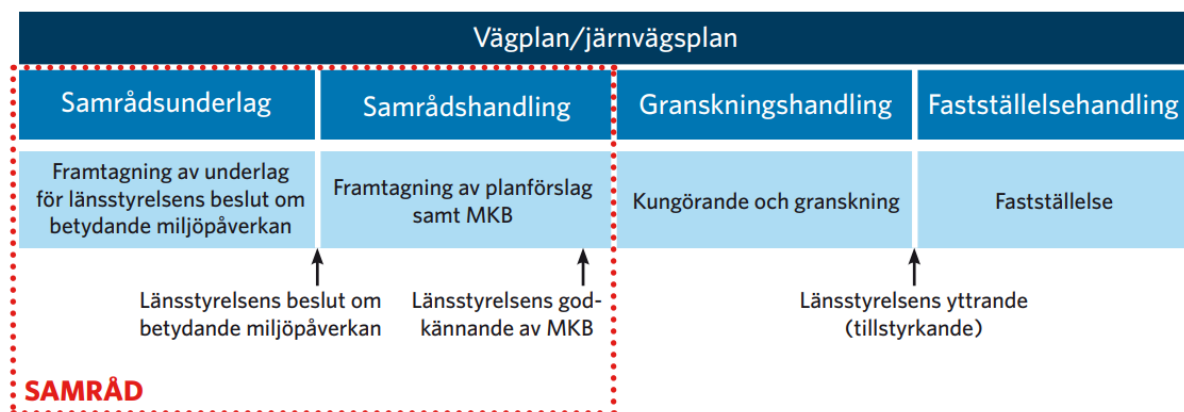 Vägplan/järnvägsplan
Samrådsunderlag
Samrådshandling
Granskningshandling
Fastställelsehandling
Framtagning av underlag
för länsstyrelsens beslut om
betydande miljöpåverkan
Framtagning av planförslag
samt MKB
Kungörande och granskning
Fastställelse
Länsstyrelsens beslut om
betydande miljöpåverkan
Länsstyrelsens god-
kännande av MKB
Länsstyrelsens yttrande
(tillstyrkande)
SAMRÅD